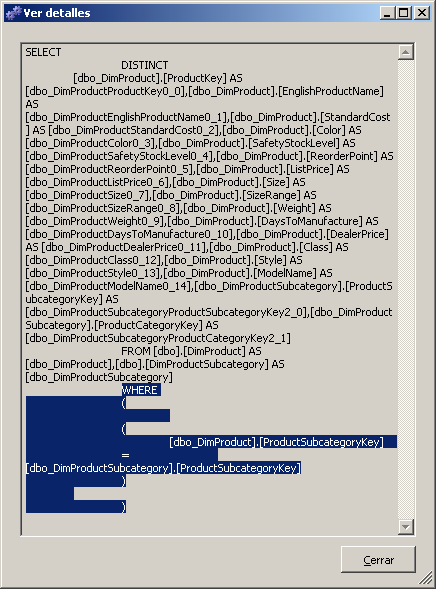 Ver detalles
SELECT
DISTINCT
[dbo_DimProduct].[ProductKey] AS
[dbo_DimProductProductKey0_0],[dbo_DimProduct].[EnglishProductName]
AS
[dbo_DimProductEnglishProductName0_1],[dbo_DimProduct].[StandardCost
] AS [dbo_DimProductStandardCost0_2],[dbo_DimProduct].[Color] AS
[dbo_DimProductColor0_3],[dbo_DimProduct].[SafetyStockLevel] AS
[dbo_DimProductSafetyStockLevel0_4],[dbo_DimProduct].[ReorderPoint] AS
[dbo_DimProductReorderPoint0_5],[dbo_DimProduct].[ListPrice] AS
[dbo_DimProductListPrice0_6],[dbo_DimProduct].[Size] AS
[dbo_DimProductSize0_7],[dbo_DimProduct].[SizeRange] AS
[dbo_DimProductSizeRange0_8],[dbo_DimProduct].[Weight] AS
[dbo_DimProductWeight0_9],[dbo_DimProduct].[DaysToManufacture] AS
[dbo_DimProductDaysToManufacture0_10],[dbo_DimProduct].[DealerPrice]
AS [dbo_DimProductDealerPrice0_11],[dbo_DimProduct].[Class] AS
[dbo_DimProductClass0_12],[dbo_DimProduct].[Style] AS
[dbo_DimProductStyle0_13],[dbo_DimProduct].[ModelName] AS
[dbo_DimProductModelName0_14],[dbo_DimProductSubcategory].[ProductS
ubcategoryKey] AS
[dbo_DimProductSubcategoryProductSubcategoryKey2_0],[dbo_DimProduct
Subcategory].[ProductCategoryKey] AS
[dbo_DimProductSubcategoryProductCategoryKey2_1]
FROM [dbo].[DimProduct] AS
[dbo_DimProduct],[dbo].[DimProductSubcategory] AS
[dbo_DimProductSubcategory]
WHERE
(
(
[dbo_DimProduct].[ProductSubcategoryKey]
=
[dbo_DimProductSubcategory].[ProductSubcategoryKey]
)
)
Cerrar